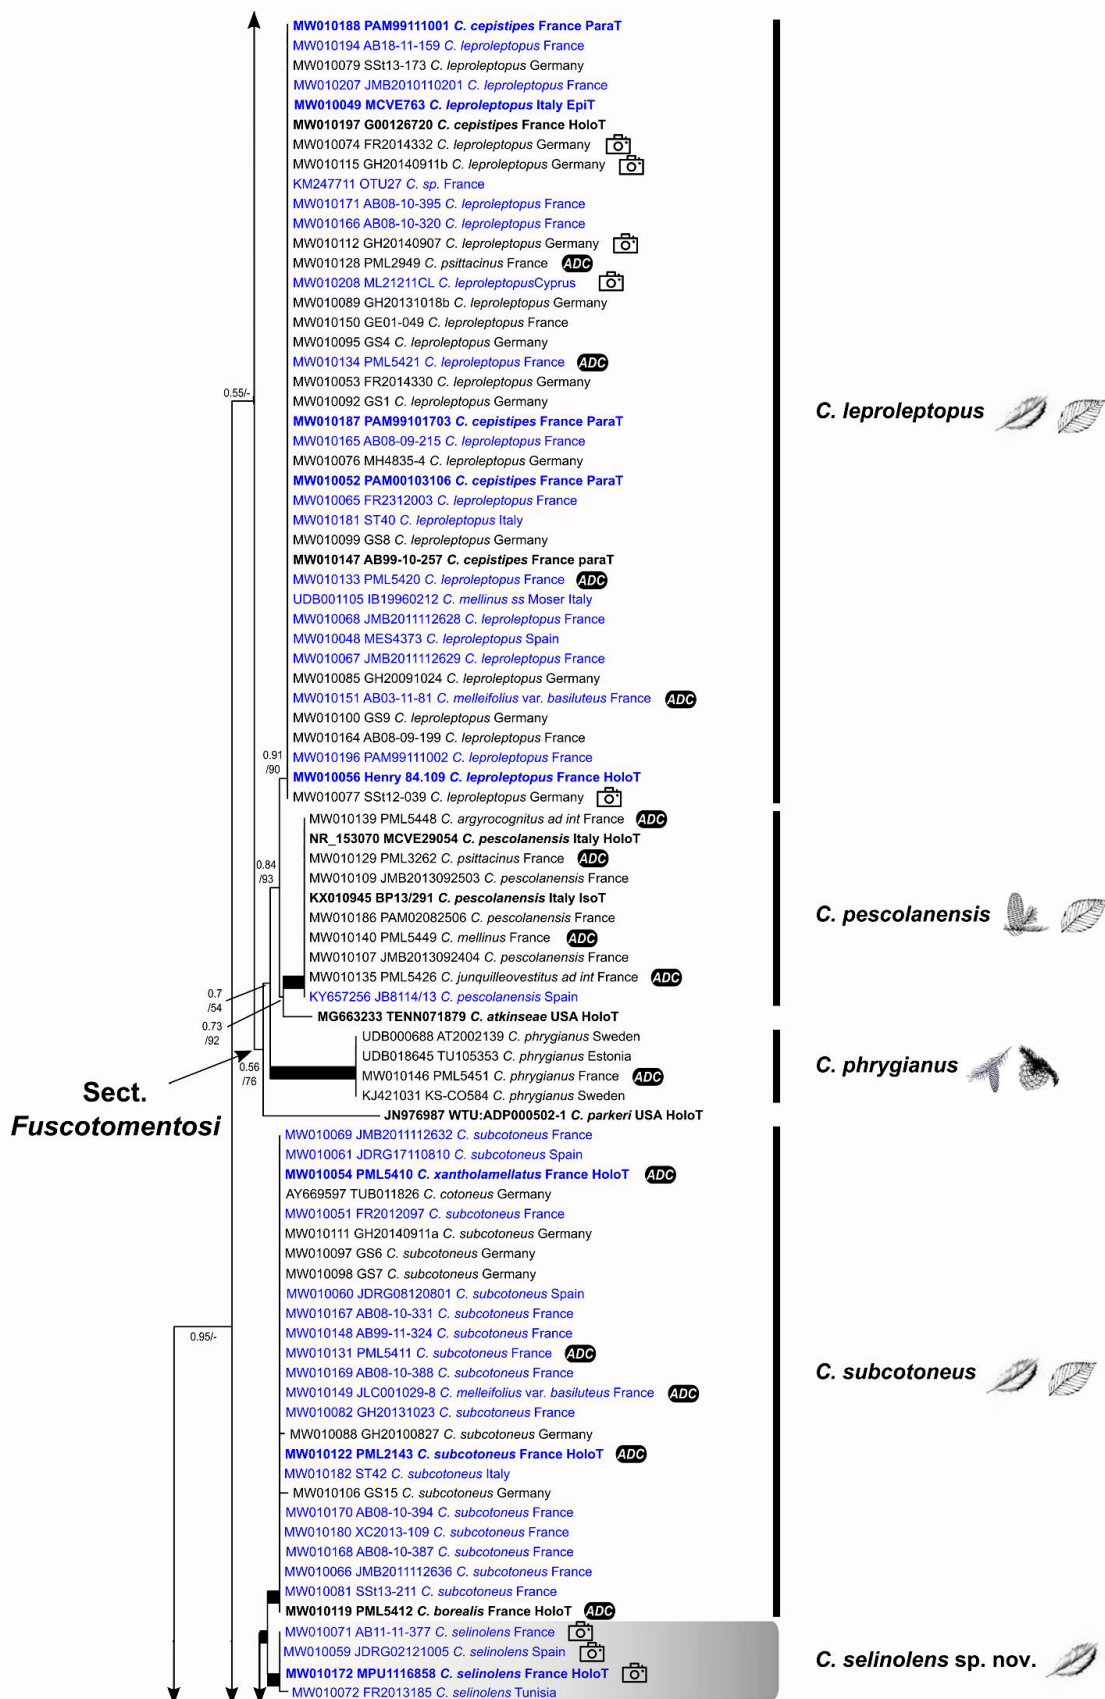 MW010188 PAM99111001 C. cepistipes France ParaT
MW010194 AB18-11-159 C. leproleptopus France
MW010079 SSt13-173 C. leproleptopus Germany
MW010207 JMB2010110201 C. leproleptopus France
MW010049 MCVE763 C. leproleptopus Italy EpiT
MW010197 G00126720 C. cepistipes France HoloT
MW010074 FR2014332 C. leproleptopus Germany
MW010115 GH20140911b C. leproleptopus Germany
KM247711 OTU27 C. sp. France
MW010171 AB08-10-395 C. leproleptopus France
MW010166 AB08-10-320 C. leproleptopus France
MW010112 GH20140907 C. leproleptopus Germany
MW010128 PML2949 C. psittacinus France ADC
MW010208 ML21211CL C. leproleptopusCyprus
MW010089 GH20131018b C. leproleptopus Germany
MW010150 GE01-049 C. leproleptopus France
MW010095 GS4 C. leproleptopus Germany
MW010134 PML5421 C. leproleptopus France ADC
MW010053 FR2014330 C. leproleptopus Germany
0.55/-
MW010092 GS1 C. leproleptopus Germany
C. leproleptopus
MW010187 PAM99101703 C. cepistipes France ParaT
MW010165 AB08-09-215 C. leproleptopus France
MW010076 MH4835-4 C. leproleptopus Germany
MW010052 PAM00103106 C. cepistipes France ParaT
MW010065 FR2312003 C. leproleptopus France
MW010181 ST40 C. leproleptopus Italy
MW010099 GS8 C. leproleptopus Germany
MW010147 AB99-10-257 C. cepistipes France paraT
MW010133 PML5420 C. leproleptopus France ADC
UDB001105 IB19960212 C. mellinus ss Moser Italy
MW010068 JMB2011112628 C. leproleptopus France
MW010048 MES4373 C. leproleptopus Spain
MW010067 JMB2011112629 C. leproleptopus France
MW010085 GH20091024 C. leproleptopus Germany
MW010151 AB03-11-81 C. melleifolius var. basiluteus France ADC
MW010100 GS9 C. leproleptopus Germany
MW010164 AB08-09-199 C. leproleptopus France
0.91
/90
MW010196 PAM99111002 C. leproleptopus France
MW010056 Henry 84.109 C. leproleptopus France HoloT
MW010077 SSt12-039 C. leproleptopus Germany
MW010139 PML5448 C. argyrocognitus ad int France ADC
NR_153070 MCVE29054 C. pescolanensis Italy HoloT
MW010129 PML3262 C. psittacinus France ADC
0.84
/93
MW010109 JMB2013092503 C. pescolanensis France
KX010945 BP13/291 C. pescolanensis Italy IsoT
MW010186 PAM02082506 C. pescolanensis France
C. pescolanensis
MW010140 PML5449 C. mellinus France ADC
MW010107 JMB2013092404 C. pescolanensis France
MW010135 PML5426 C. junquilleovestitus ad int France ADC
0.7
/54
KY657256 JB8114/13 C. pescolanensis Spain
MG663233 TENN071879 C. atkinseae USA HoloT
0.73
/92
UDB000688 AT2002139 C. phrygianus Sweden
UDB018645 TU105353 C. phrygianus Estonia
C. phrygianus
0.56
/76
MW010146 PML5451 C. phrygianus France ADC
KJ421031 KS-CO584 C. phrygianus Sweden
Sect.
Fuscotomentosi
JN976987 WTU:ADP000502-1 C. parkeri USA HoloT
MW010069 JMB2011112632 C. subcotoneus France
MW010061 JDRG17110810 C. subcotoneus Spain
MW010054 PML5410 C. xantholamellatus France HoloT ADC
AY669597 TUB011826 C. cotoneus Germany
MW010051 FR2012097 C. subcotoneus France
MW010111 GH20140911a C. subcotoneus Germany
MW010097 GS6 C. subcotoneus Germany
MW010098 GS7 C. subcotoneus Germany
MW010060 JDRG08120801 C. subcotoneus Spain
MW010167 AB08-10-331 C. subcotoneus France
0.95/-
MW010148 AB99-11-324 C. subcotoneus France
MW010131 PML5411 C. subcotoneus France ADC
MW010169 AB08-10-388 C. subcotoneus France
C. subcotoneus
MW010149 JLC001029-8 C. melleifolius var. basiluteus France ADC
MW010082 GH20131023 C. subcotoneus France
MW010088 GH20100827 C. subcotoneus Germany
MW010122 PML2143 C. subcotoneus France HoloT ADC
MW010182 ST42 C. subcotoneus Italy
MW010106 GS15 C. subcotoneus Germany
MW010170 AB08-10-394 C. subcotoneus France
MW010180 XC2013-109 C. subcotoneus France
MW010168 AB08-10-387 C. subcotoneus France
MW010066 JMB2011112636 C. subcotoneus France
MW010081 SSt13-211 C. subcotoneus France
MW010119 PML5412 C. borealis France HoloT ADC
MW010071 AB11-11-377 C. selinolens France
MW010059 JDRG02121005 C. selinolens Spain
C. selinolens sp. nov.
MW010172 MPU1116858 C. selinolens France HoloT
MW010072 FR2013185 C. selinolens Tunisia